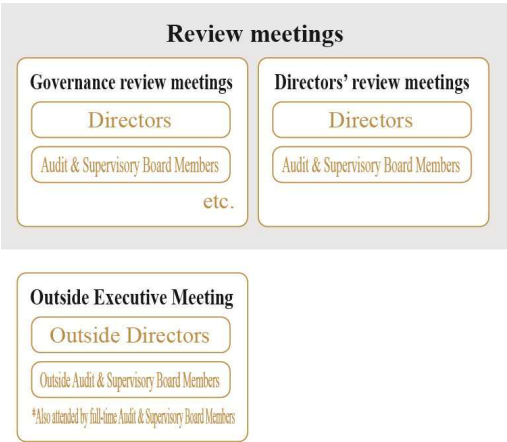 Review meetings
Governance review meetings
Directors
Audit & Supervisory Board Members
etc.
Directors’ review meetings
Directors
Audit & Supervisory Board Members
Outside Executive Meeting
Outside Directors
Outside Audit & Supervisory Board Members
*Also attended by full-time Audit & Supervisory Board Members